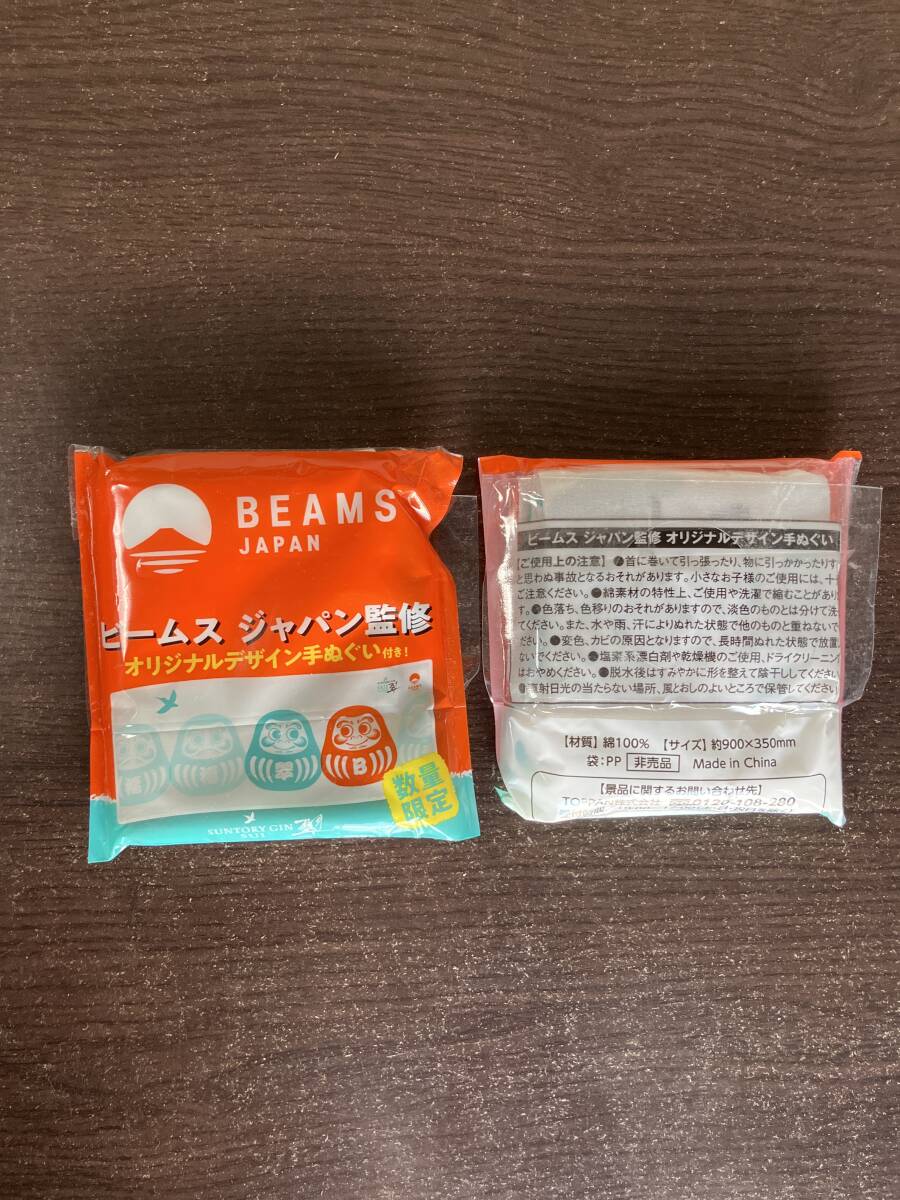 BEAMS
JAPAN
ビームス ジャパン監修
オリジナルデザイン手ぬぐい付き!
翠
B
数量
限定
SUNTORY GIN 翠
SUI
ビームス ジャパン監修 オリジナルデザイン手ぬぐい
【ご使用上の注意】●首に巻いて引っ張ったり、物に引っかかったりす
と思わぬ事故となるおそれがあります。小さなお子様のご使用には、十
ご注意ください。●綿素材の特性上、ご使用や洗濯で縮むことがあり
す。●色落ち、色移りのおそれがありますので、淡色のものとは分けて洗
てください。また、水や雨、汗によりぬれた状態で他のものと重ねないで
ください。●変色、カビの原因となりますので、長時間ぬれた状態で放置
ないでください。●塩素系漂白剤や乾燥機のご使用、ドライクリーニン
はおやめください。●脱水後はすみやかに形を整えて陰干ししてください
●直射日光の当たらない場所、風とおしのよいところで保管してください
【材質】綿100% 【サイズ】約900×350mm
袋:PP 非売品 Made in China
【景品に関するお問い合わせ先】
TOPPAN株式会社 0120-108-280